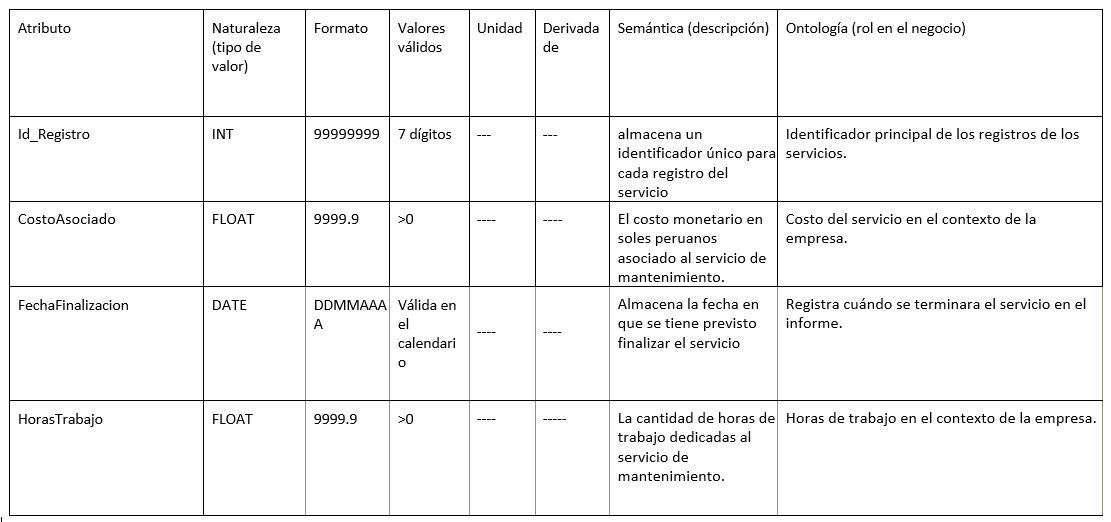 Atributo
Naturaleza
(tipo de
valor)
Formato
Valores
válidos
Unidad
Derivada
de
Semántica (descripción)
Ontología (rol en el negocio)
Id_Registro
INT
99999999
7 dígitos
---
---
almacena un
identificador único para
cada registro del
servicio
Identificador principal de los registros de los
servicios.
CostoAsociado
FLOAT
9999.9
>0
----
----
El costo monetario en
soles peruanos
asociado al servicio de
mantenimiento.
Costo del servicio en el contexto de la
empresa.
FechaFinalizacion
DATE
DDMMAAA
A
Válida en
el
calendari
o
----
----
Almacena la fecha en
que se tiene previsto
finalizar el servicio
Registra cuándo se terminara el servicio en el
informe.
HorasTrabajo
FLOAT
9999.9
>0
----
-----
La cantidad de horas de
trabajo dedicadas al
servicio de
mantenimiento.
Horas de trabajo en el contexto de la empresa.